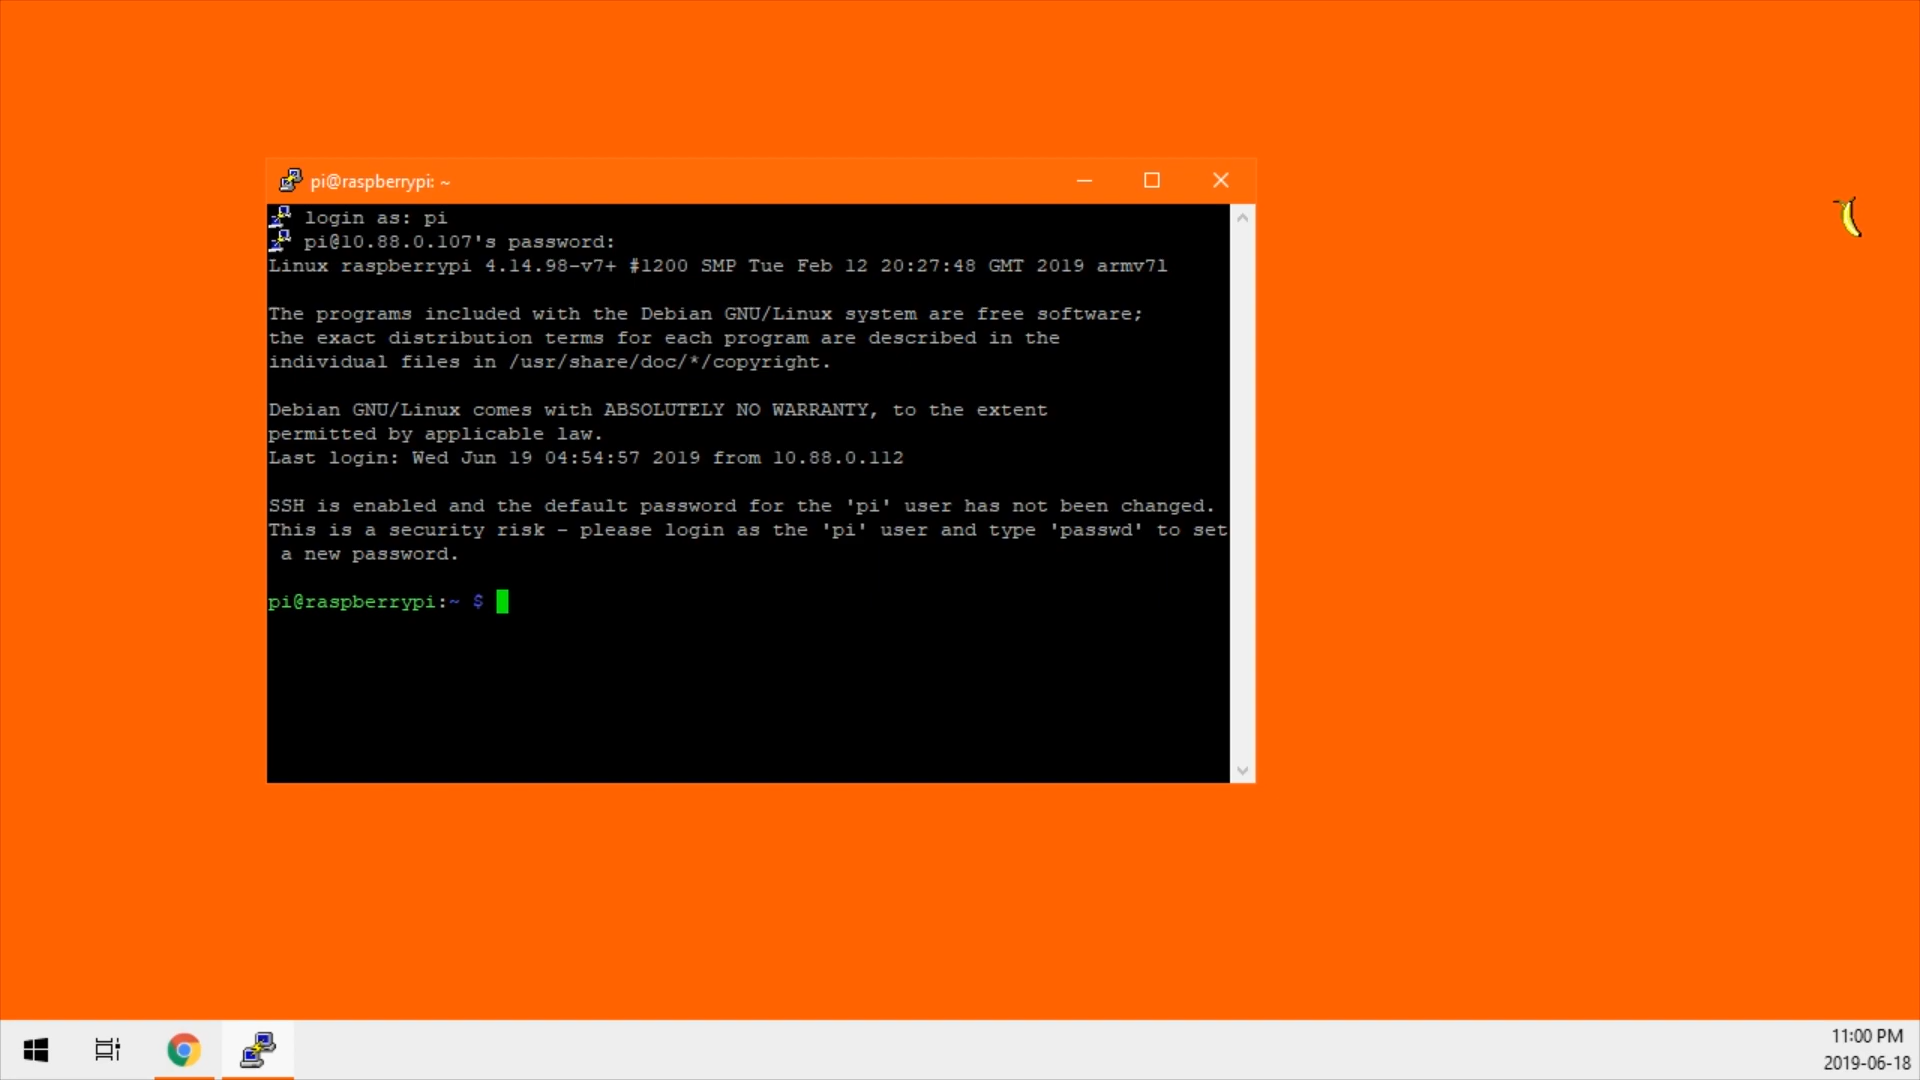 pi@raspberrypi: ~
login as: pi
pi@10.88.0.107's password:
Linux raspberrypi 4.14.98-v7+ #1200 SMP Tue Feb 12 20:27:48 GMT 2019 armv7l
The programs included with the Debian GNU/Linux system are free software;
the exact distribution terms for each program are described in the
individual files in /usr/share/doc/*/copyright.
Debian GNU/Linux comes with ABSOLUTELY NO WARRANTY, to the extent
permitted by applicable law.
Last login: Wed Jun 19 04:54:57 2019 from 10.88.0.112
SSH is enabled and the default password for the 'pi' user has not been changed.
This is a security risk - please login as the 'pi' user and type 'passwd' to set
 a new password.
pi@raspberrypi:~ $
11:00 PM
2019-06-18